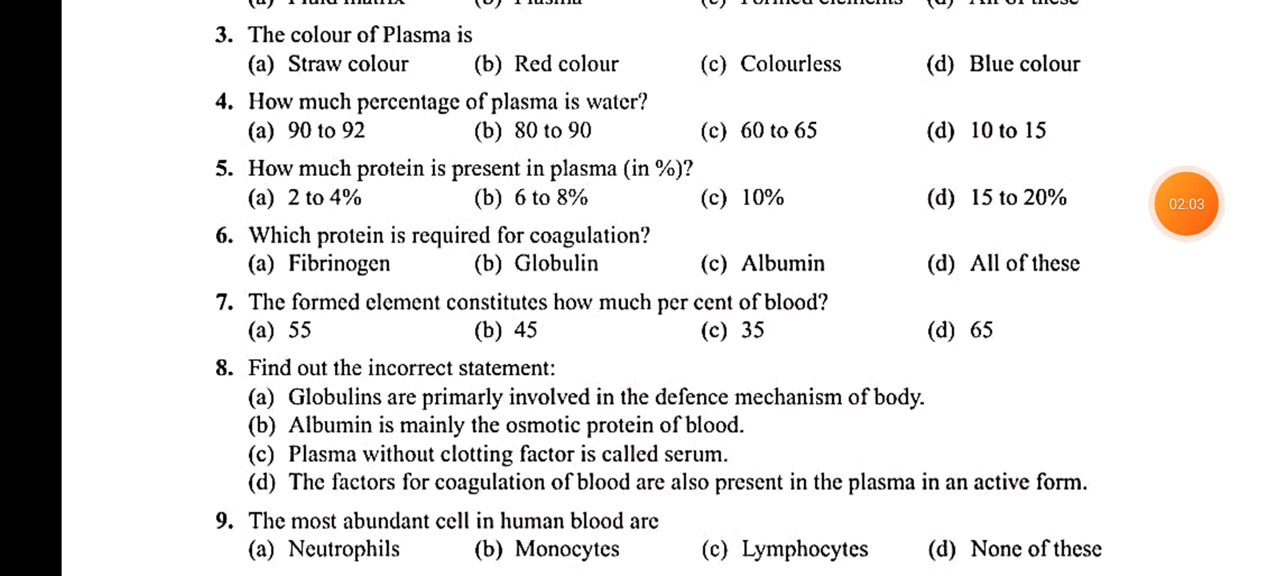 3. The colour of Plasma is
(a) Straw colour (b) Red colour (c) Colourless (d) Blue colour
4. How much percentage of plasma is water?
(a) 90 to 92 (b) 80 to 90 (c) 60 to 65 (d) 10 to 15
5. How much protein is present in plasma (in %)?
(a) 2 to 4% (b) 6 to 8% (c) 10% (d) 15 to 20%
02:03
6. Which protein is required for coagulation?
(a) Fibrinogen (b) Globulin (c) Albumin (d) All of these
7. The formed element constitutes how much per cent of blood?
(a) 55 (b) 45 (c) 35 (d) 65
8. Find out the incorrect statement:
(a) Globulins are primarly involved in the defence mechanism of body.
(b) Albumin is mainly the osmotic protein of blood.
(c) Plasma without clotting factor is called serum.
(d) The factors for coagulation of blood are also present in the plasma in an active form.
9. The most abundant cell in human blood are
(a) Neutrophils (b) Monocytes (c) Lymphocytes (d) None of these